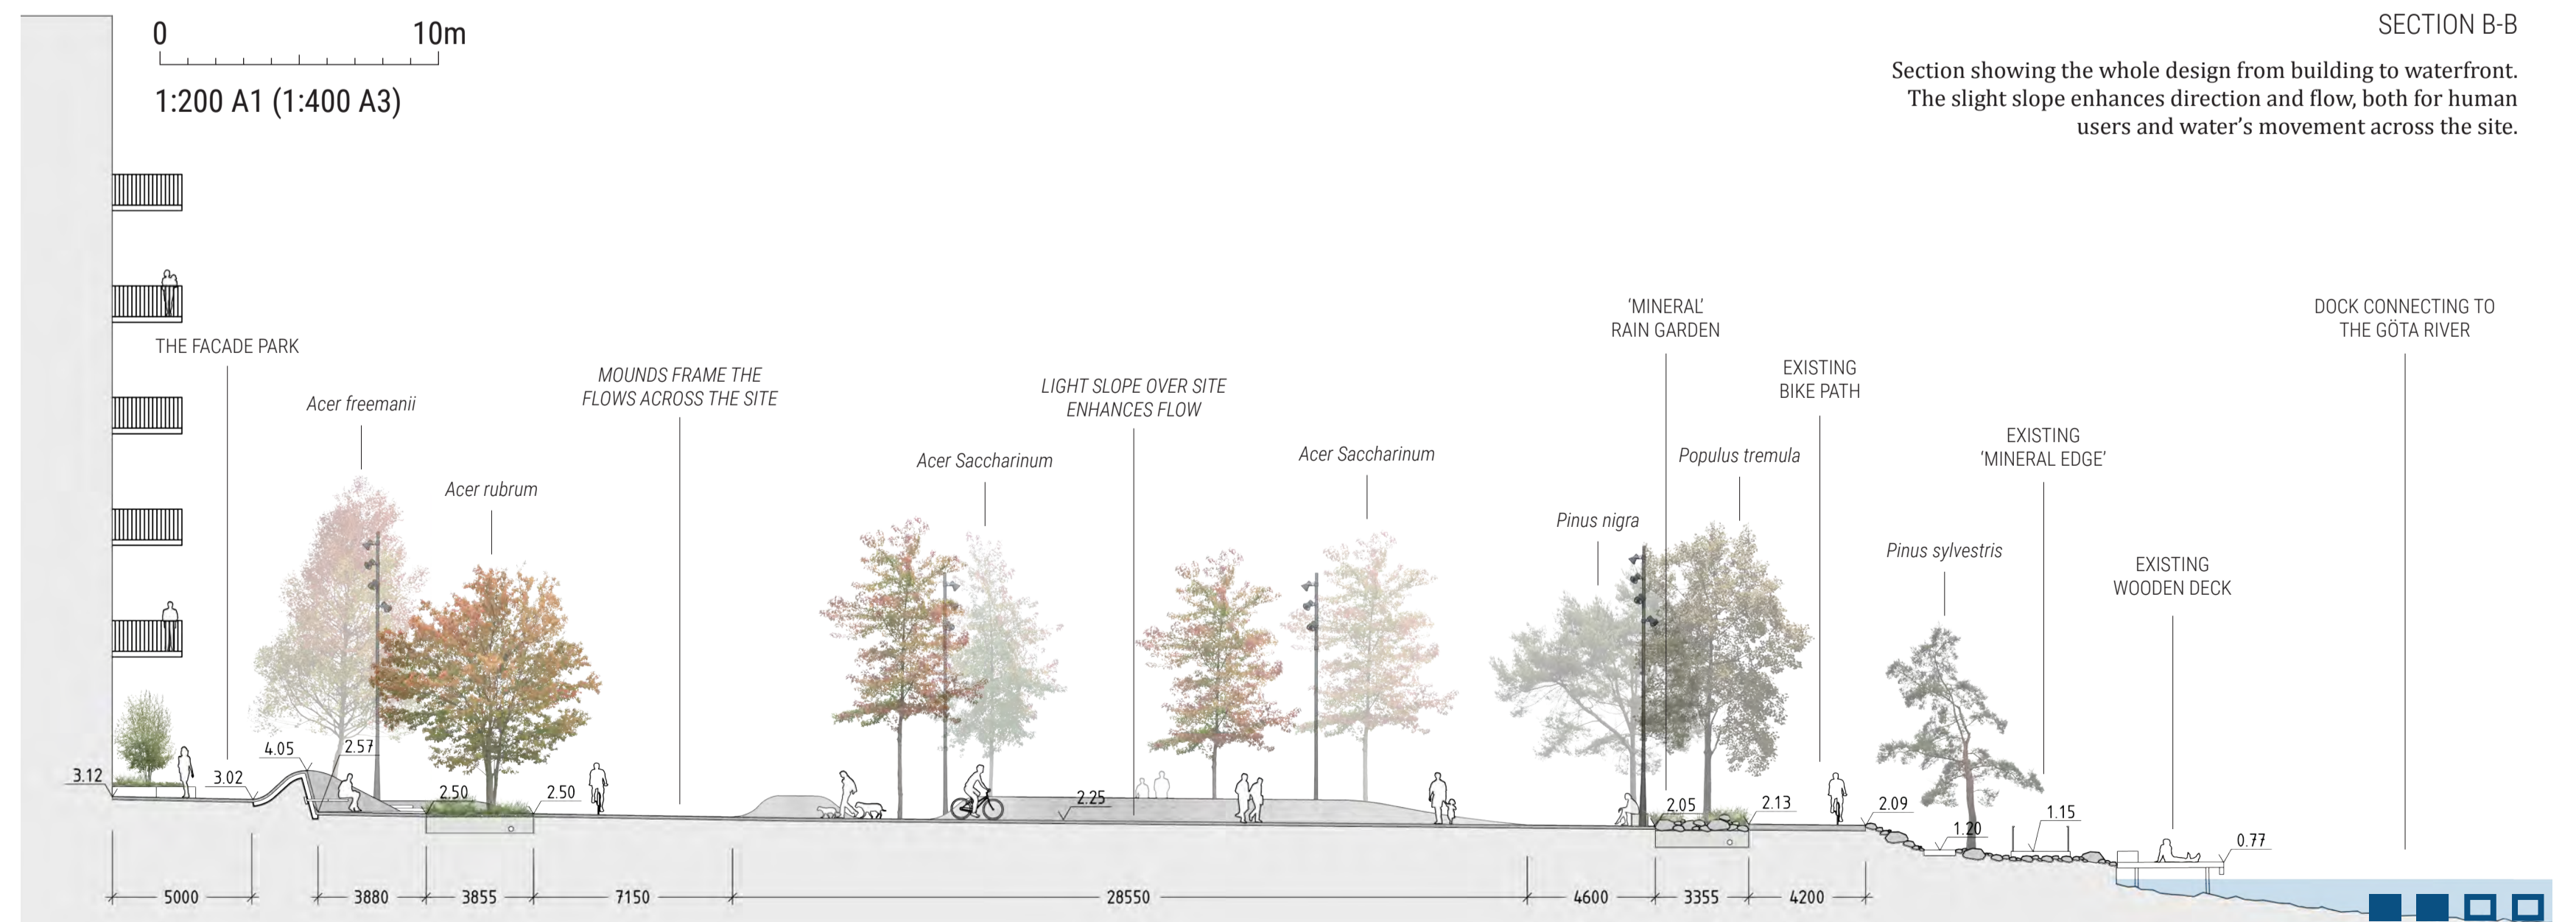 0 10m
1:200 A1 (1:400 A3)
SECTION B-B
Section showing the whole design from building to waterfront.
The slight slope enhances direction and flow, both for human
users and water’s movement across the site.
THE FACADE PARK
Acer freemanii
Acer rubrum
MOUNDS FRAME THE
FLOWS ACROSS THE SITE
Acer Saccharinum
LIGHT SLOPE OVER SITE
ENHANCES FLOW
Acer Saccharinum
Pinus nigra
‘MINERAL’
RAIN GARDEN
Populus tremula
EXISTING
BIKE PATH
Pinus sylvestris
EXISTING
‘MINERAL EDGE’
EXISTING
WOODEN DECK
DOCK CONNECTING TO
THE GÖTA RIVER
3.12
3.02
4.05
2.57
2.50
2.50
2.25
2.05
2.13
2.09
1.20
1.15
0.77
5000 3880 3855 7150 28550 4600 3355 4200